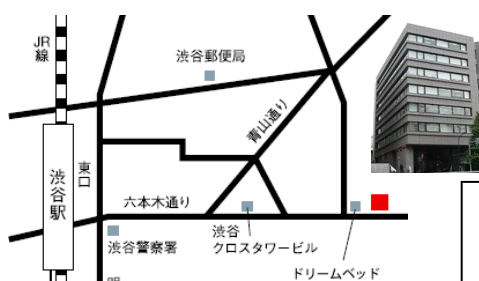 JR
線
渋谷郵便局
青山通り
東口
渋谷駅
六本木通り
渋谷警察署
渋谷
クロスタワービル
ドリームベッド
明